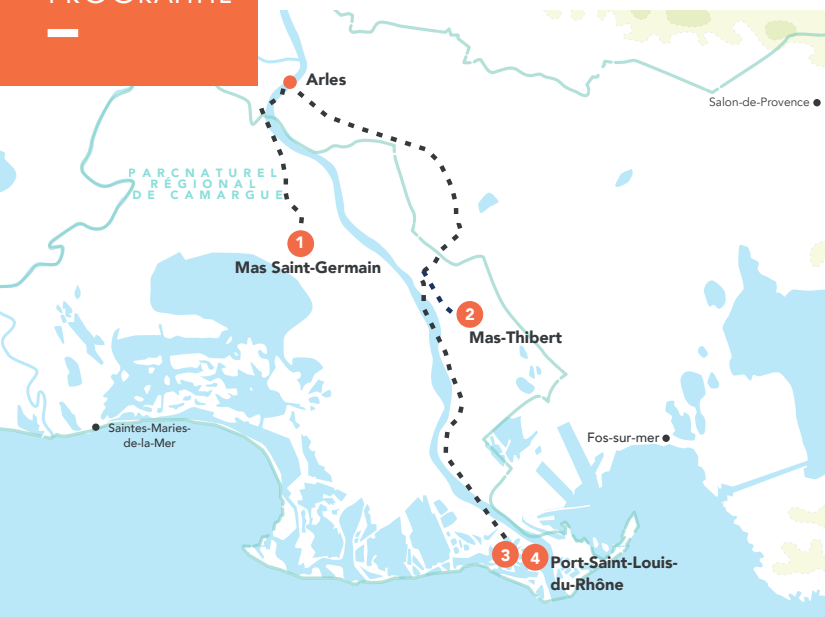 PROGRAMME
Arles
Salon-de-Provence
PARC NATUREL
RÉGIONAL
DE CAMARGUE
1
Mas Saint-Germain
2
Mas-Thibert
Saintes-Maries-
de-la-Mer
Fos-sur-mer
3
4
Port-Saint-Louis-
du-Rhône